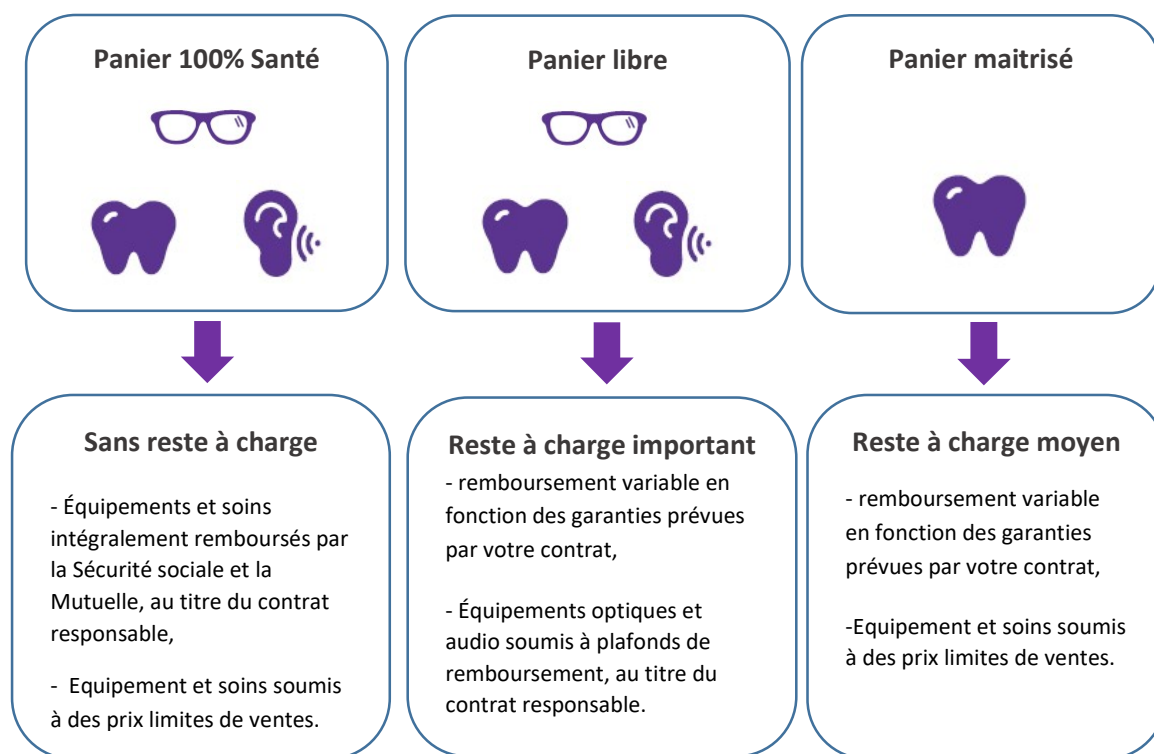 Panier 100% Santé
Panier libre
Panier maitrisé
Sans reste à charge
- Équipements et soins
intégralement remboursés par
la Sécurité sociale et la
Mutuelle, au titre du contrat
responsable,
- Equipement et soins soumis
à des prix limites de ventes.
Reste à charge important
- remboursement variable en
fonction des garanties prévues
par votre contrat,
- Équipements optiques et
audio soumis à plafonds de
remboursement, au titre du
contrat responsable.
Reste à charge moyen
- remboursement variable
en fonction des garanties
prévues par votre contrat,
-Equipement et soins soumis
à des prix limites de ventes.